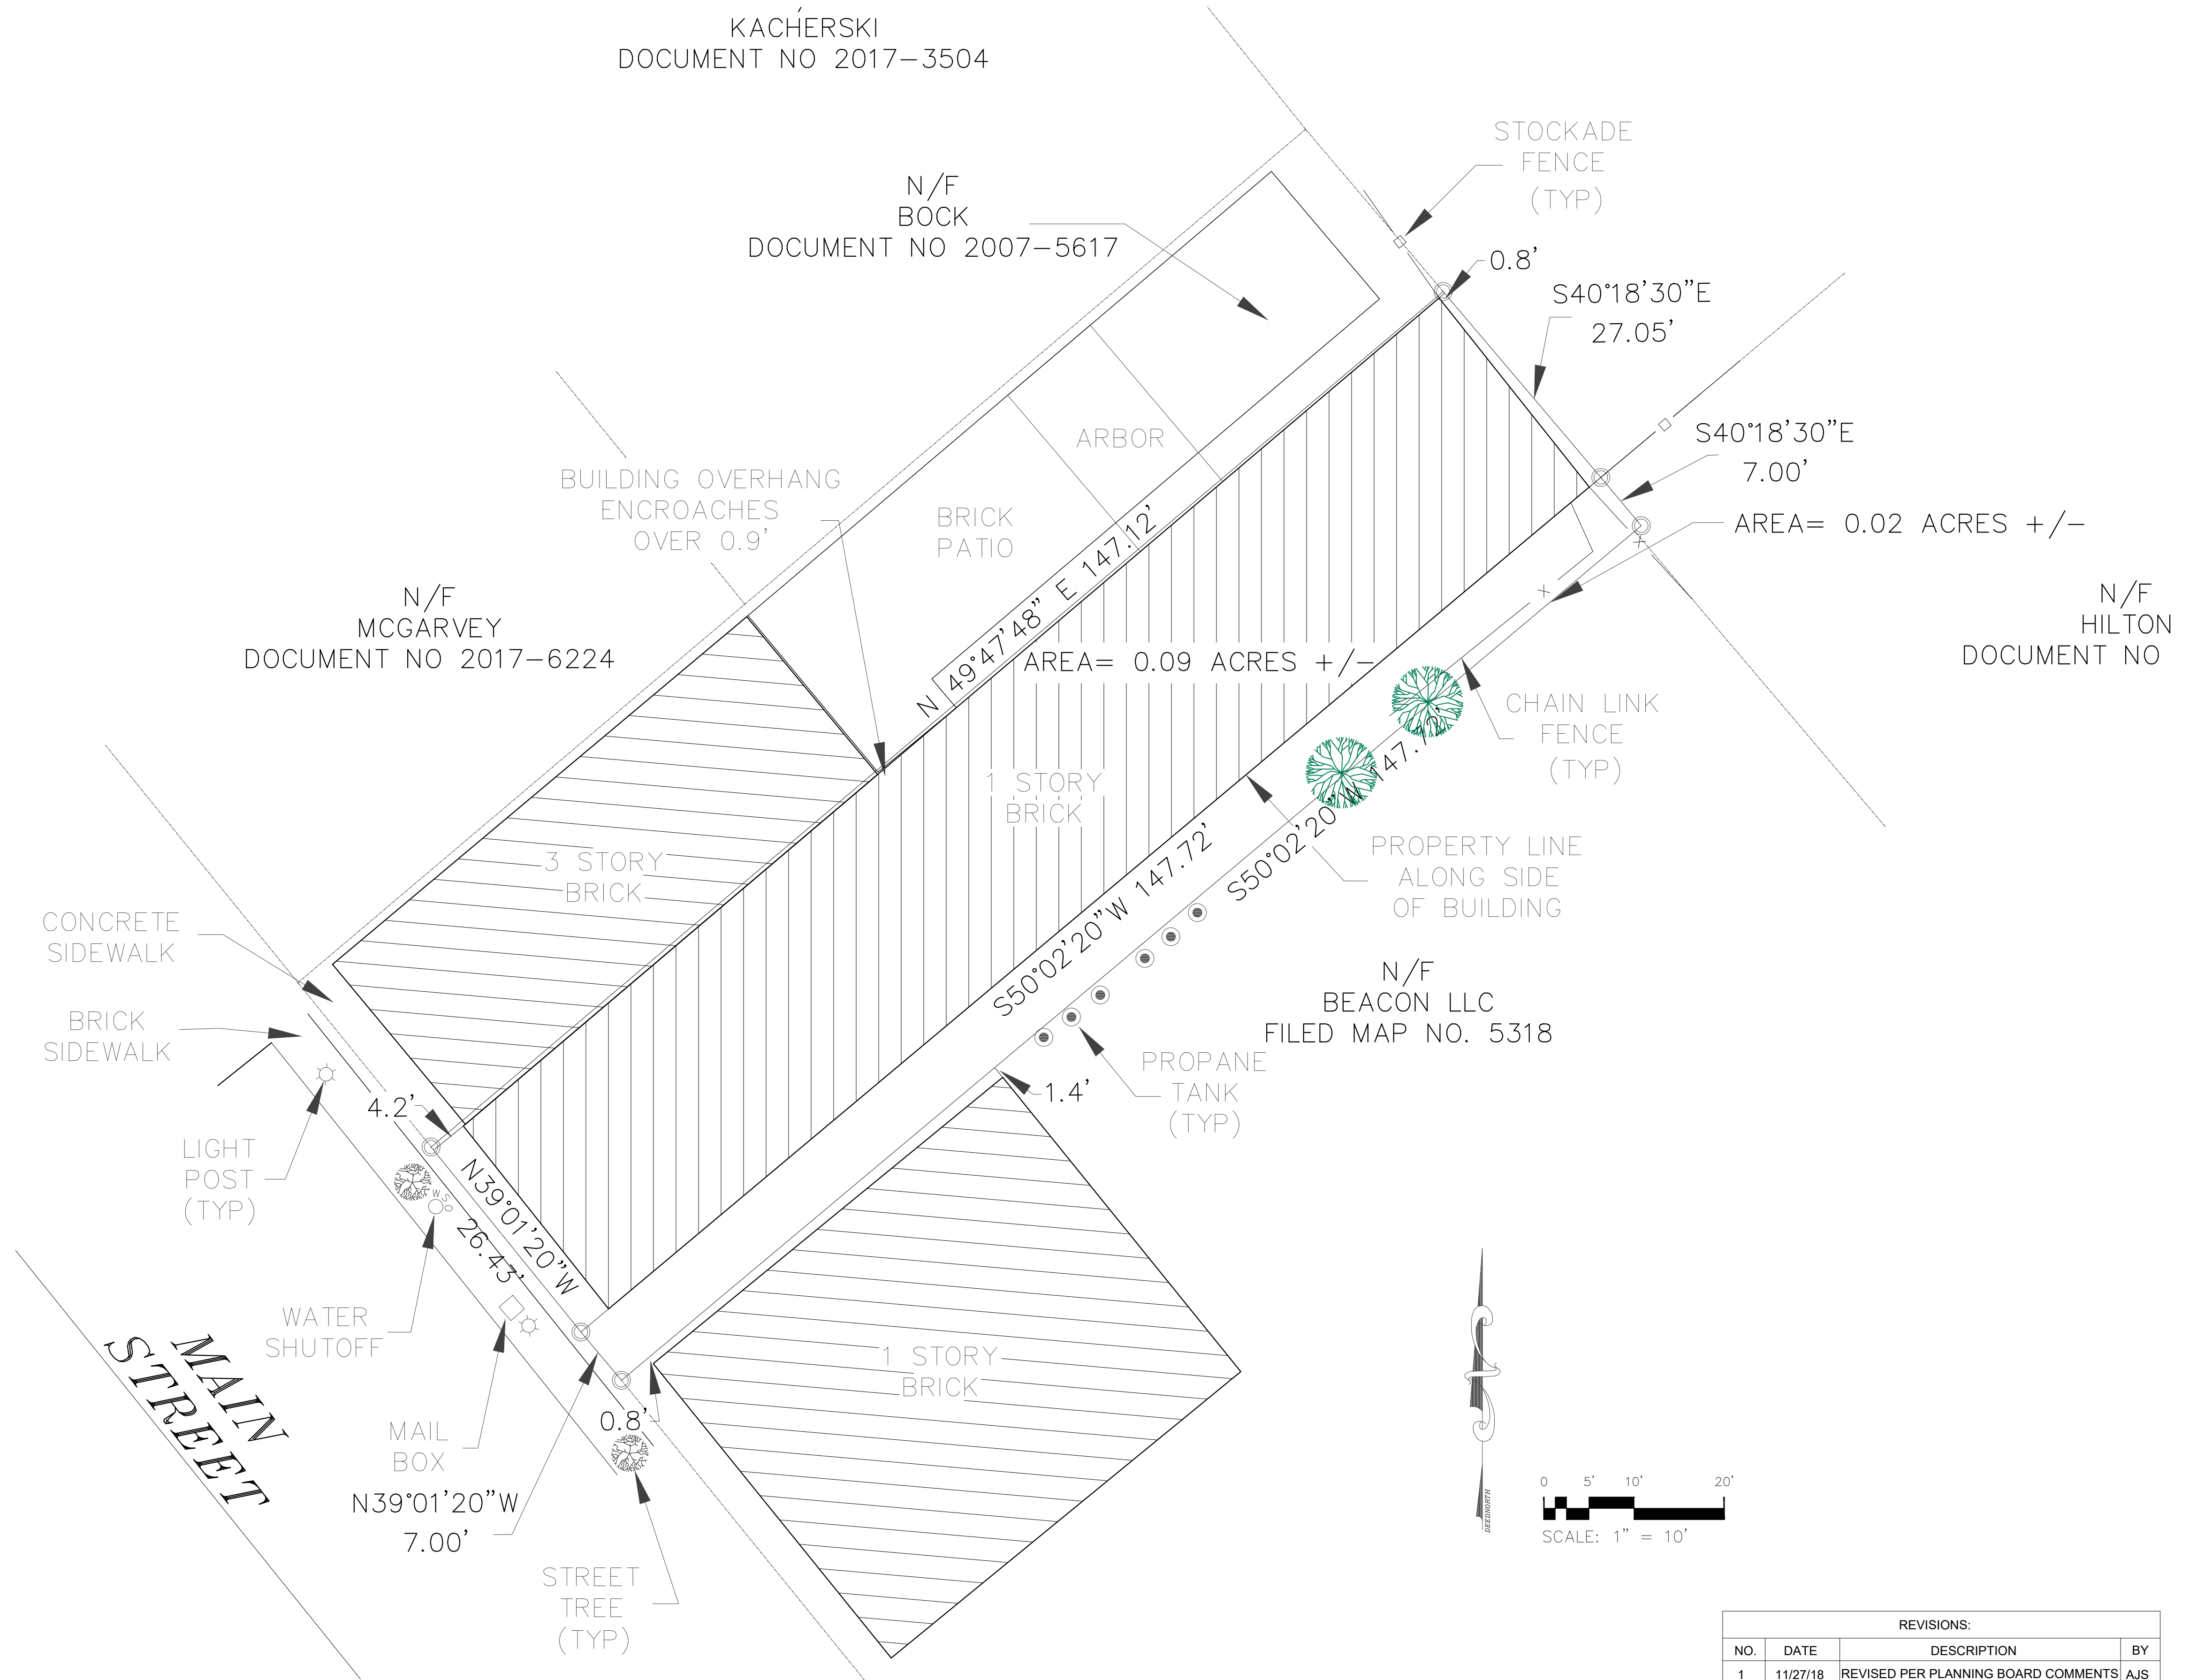 KACHERSKI
DOCUMENT NO 2017-3504
STOCKADE
FENCE
(TYP)
N/F
BOCK
DOCUMENT NO 2007-5617
0.8'
S40°18'30"E
27.05'
S40°18'30"E
7.00'
AREA= 0.02 ACRES +/-
ARBOR
BUILDING OVERHANG
ENCROACHES
OVER 0.9'
BRICK
PATIO
N 49°47'48" E 147.12'
N/F
MCGARVEY
DOCUMENT NO 2017-6224
AREA= 0.09 ACRES +/-
N/F
HILTON
DOCUMENT NO
X
X
CHAIN LINK
FENCE
(TYP)
1 STORY
BRICK
3 STORY
BRICK
S50°02'20"W 147.72'
S50°02'20"W 147.72'
PROPERTY LINE
ALONG SIDE
OF BUILDING
CONCRETE
SIDEWALK
BRICK
SIDEWALK
N/F
BEACON LLC
FILED MAP NO. 5318
PROPANE
TANK
(TYP)
1.4'
4.2'
LIGHT
POST
(TYP)
WS
N39°01'20"W
26.43'
WATER
SHUTOFF
MAIN
STREET
1 STORY
BRICK
0.8'
MAIL
BOX
N39°01'20"W
7.00'
STREET
TREE
(TYP)
DEEDNORTH
0 5' 10' 20'
SCALE: 1" = 10'
REVISIONS:
NO. DATE DESCRIPTION BY
1 11/27/18 REVISED PER PLANNING BOARD COMMENTS AJS